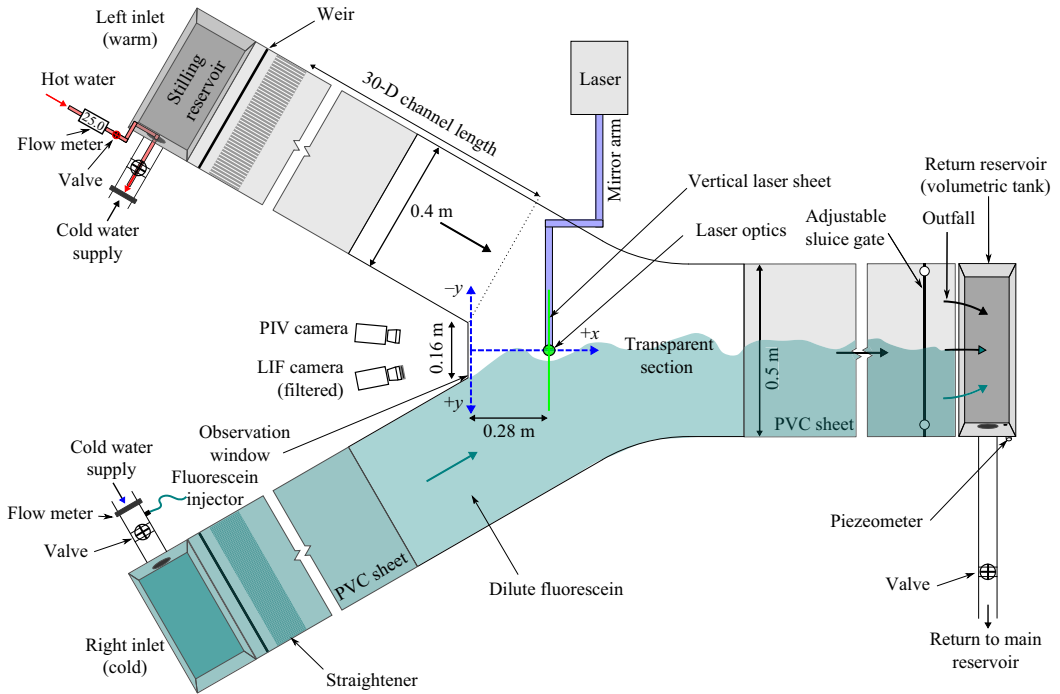 Left inlet
(warm)
Weir
Hot water
25.0
Flow meter
Valve
Cold water
supply
Stilling
reservoir
30-D channel length
0.4 m
Laser
Mirror arm
Vertical laser sheet
Laser optics
Return reservoir
(volumetric tank)
Adjustable
sluice gate
Outfall
–y
+x
+y
PIV camera
LIF camera
(filtered)
0.16 m
0.28 m
Transparent
section
0.5 m
PVC sheet
Observation
window
Cold water
supply
Fluorescein
injector
Flow meter
Valve
PVC sheet
Dilute fluorescein
Piezeometer
Valve
Return to main
reservoir
Right inlet
(cold)
Straightener